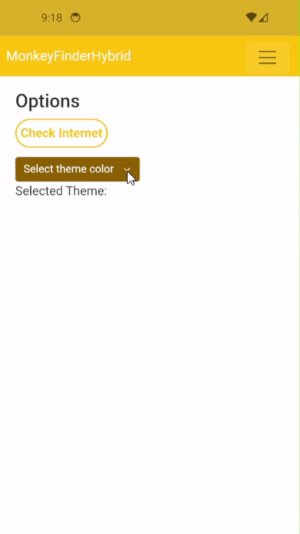 9:18
MonkeyFinderHybrid
Options
Check Internet
Select theme color
Selected Theme: